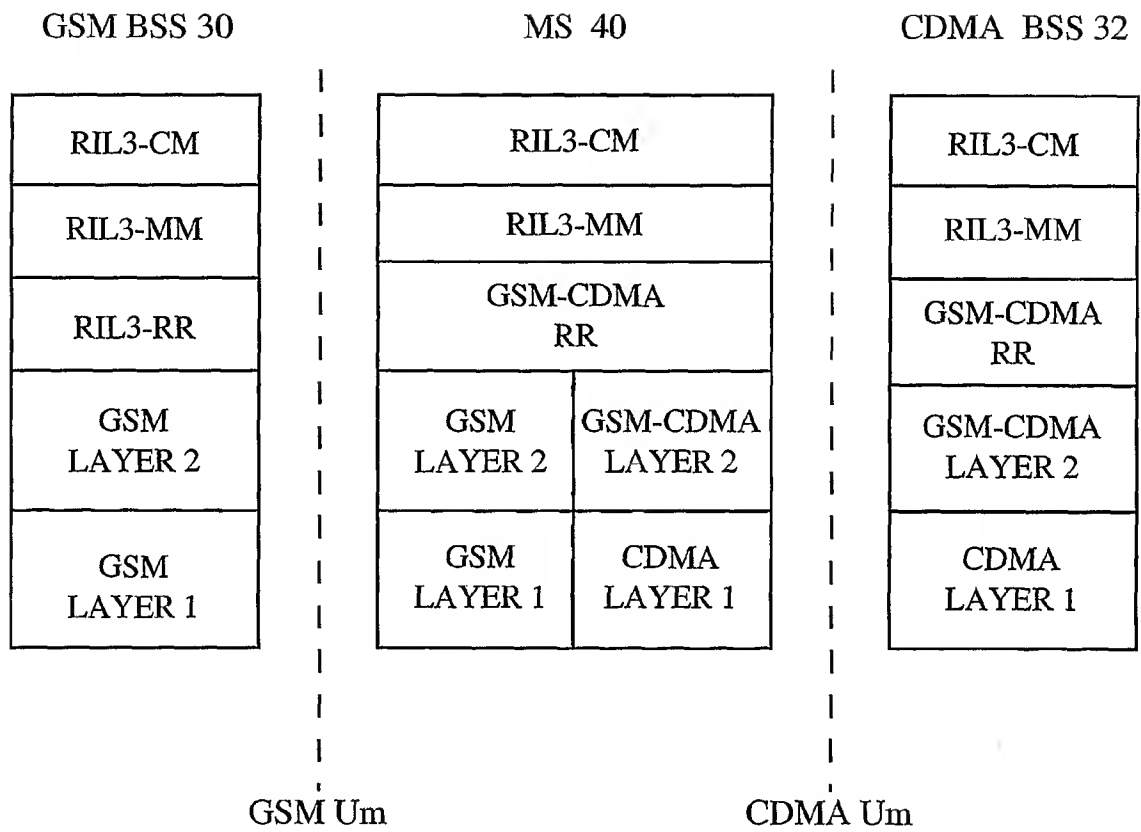 GSM BSS 30
MS 40
CDMA BSS 32
RIL3-CM
RIL3-MM
RIL3-RR
GSM
LAYER 2
GSM
LAYER 1
RIL3-CM
RIL3-MM
GSM-CDMA
RR
GSM
LAYER 2
GSM-CDMA
LAYER 2
GSM
LAYER 1
CDMA
LAYER 1
RIL3-CM
RIL3-MM
GSM-CDMA
RR
GSM-CDMA
LAYER 2
CDMA
LAYER 1
GSM Um
CDMA Um